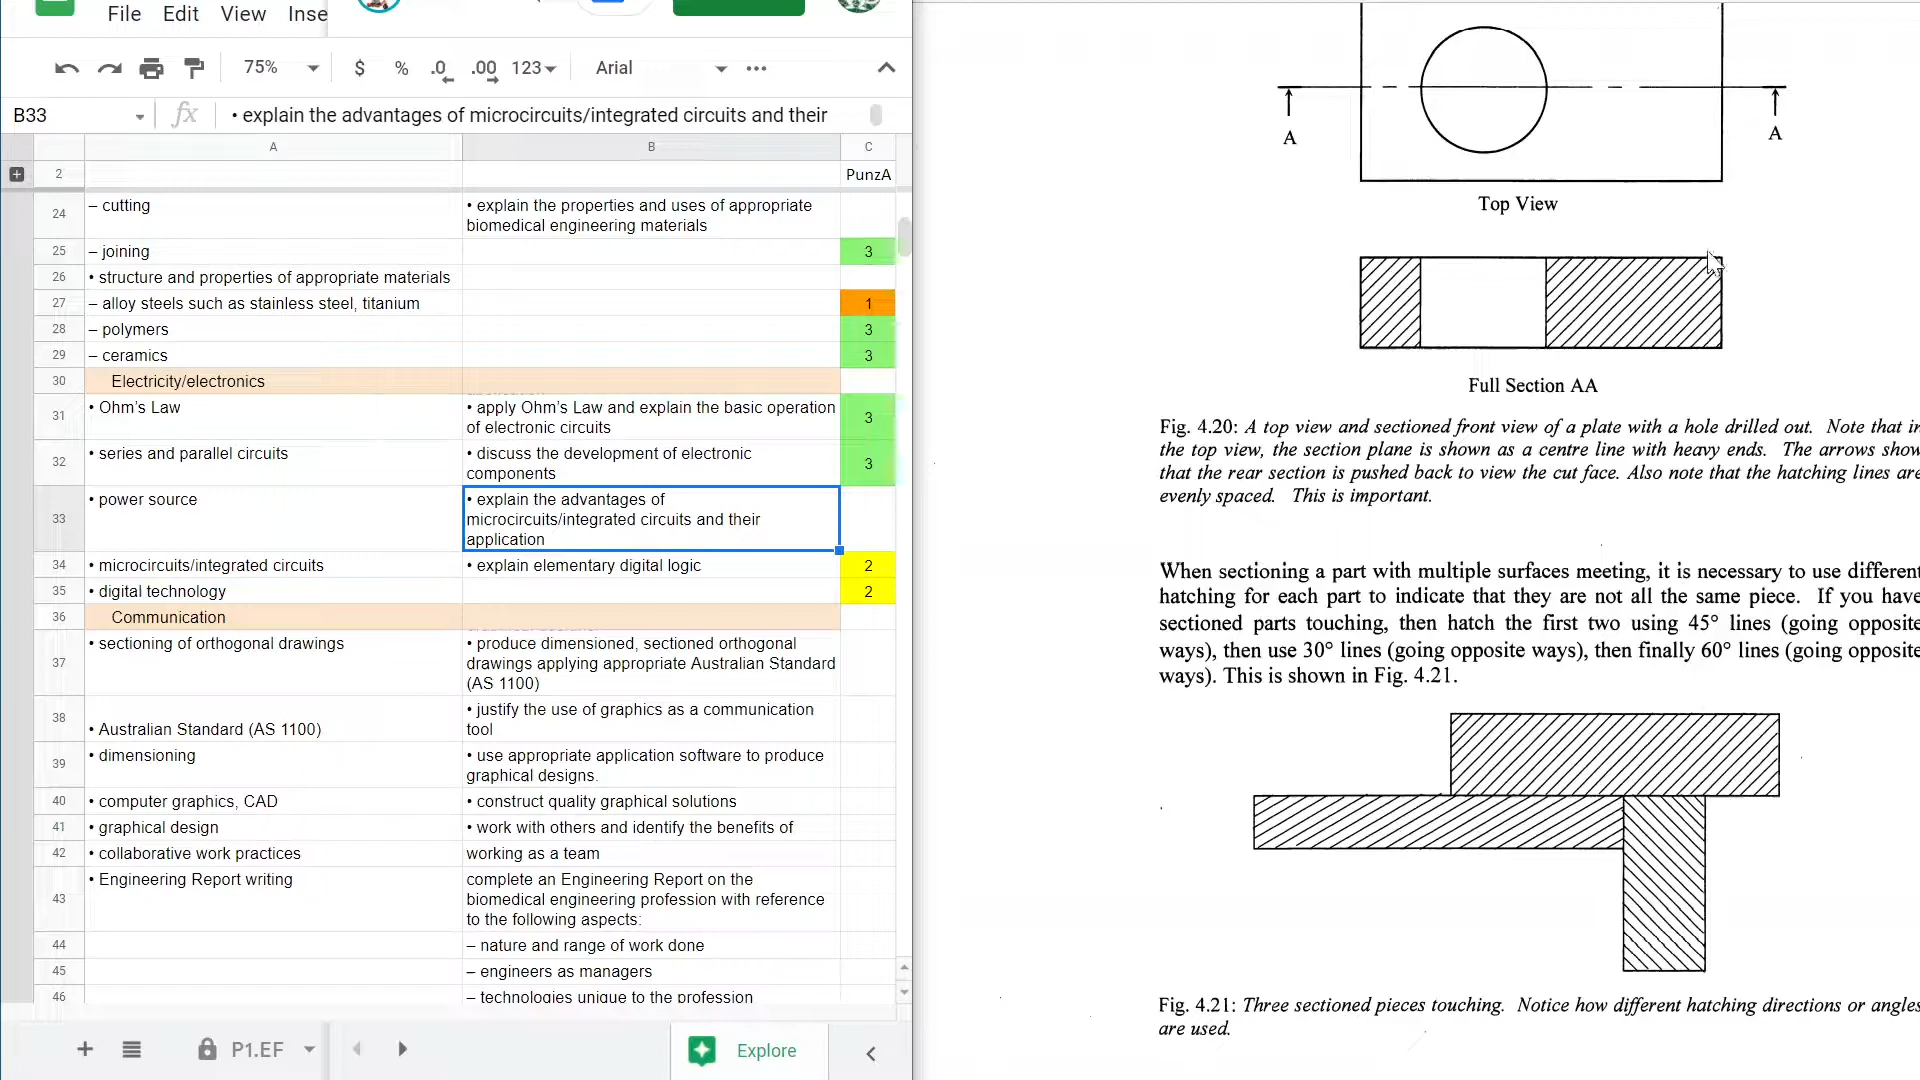 File Edit View Inse
75% $ % .0 .00 123 Arial
B33 fx • explain the advantages of microcircuits/integrated circuits and their
A B C
2 PunzA
24 – cutting • explain the properties and uses of appropriate
biomedical engineering materials
25 – joining 3
26 • structure and properties of appropriate materials
27 – alloy steels such as stainless steel, titanium 1
28 – polymers 3
29 – ceramics 3
30 Electricity/electronics
31 • Ohm's Law • apply Ohm's Law and explain the basic operation 3
of electronic circuits
32 • series and parallel circuits • discuss the development of electronic 3
components
33 • power source • explain the advantages of
microcircuits/integrated circuits and their
application
34 • microcircuits/integrated circuits • explain elementary digital logic 2
35 • digital technology 2
36 Communication
37 • sectioning of orthogonal drawings • produce dimensioned, sectioned orthogonal
drawings applying appropriate Australian Standard
(AS 1100)
38 • Australian Standard (AS 1100) • justify the use of graphics as a communication
tool
39 • dimensioning • use appropriate application software to produce
graphical designs.
40 • computer graphics, CAD • construct quality graphical solutions
41 • graphical design • work with others and identify the benefits of
42 • collaborative work practices working as a team
43 • Engineering Report writing complete an Engineering Report on the
biomedical engineering profession with reference
to the following aspects:
44 – nature and range of work done
45 – engineers as managers
46 – technologies unique to the profession
P1.EF Explore
A A
Top View
Full Section AA
Fig. 4.20: A top view and sectioned front view of a plate with a hole drilled out. Note that in
the top view, the section plane is shown as a centre line with heavy ends. The arrows show
that the rear section is pushed back to view the cut face. Also note that the hatching lines are
evenly spaced. This is important.
When sectioning a part with multiple surfaces meeting, it is necessary to use different
hatching for each part to indicate that they are not all the same piece. If you have
sectioned parts touching, then hatch the first two using 45° lines (going opposite
ways), then use 30° lines (going opposite ways), then finally 60° lines (going opposite
ways). This is shown in Fig. 4.21.
Fig. 4.21: Three sectioned pieces touching. Notice how different hatching directions or angles
are used.